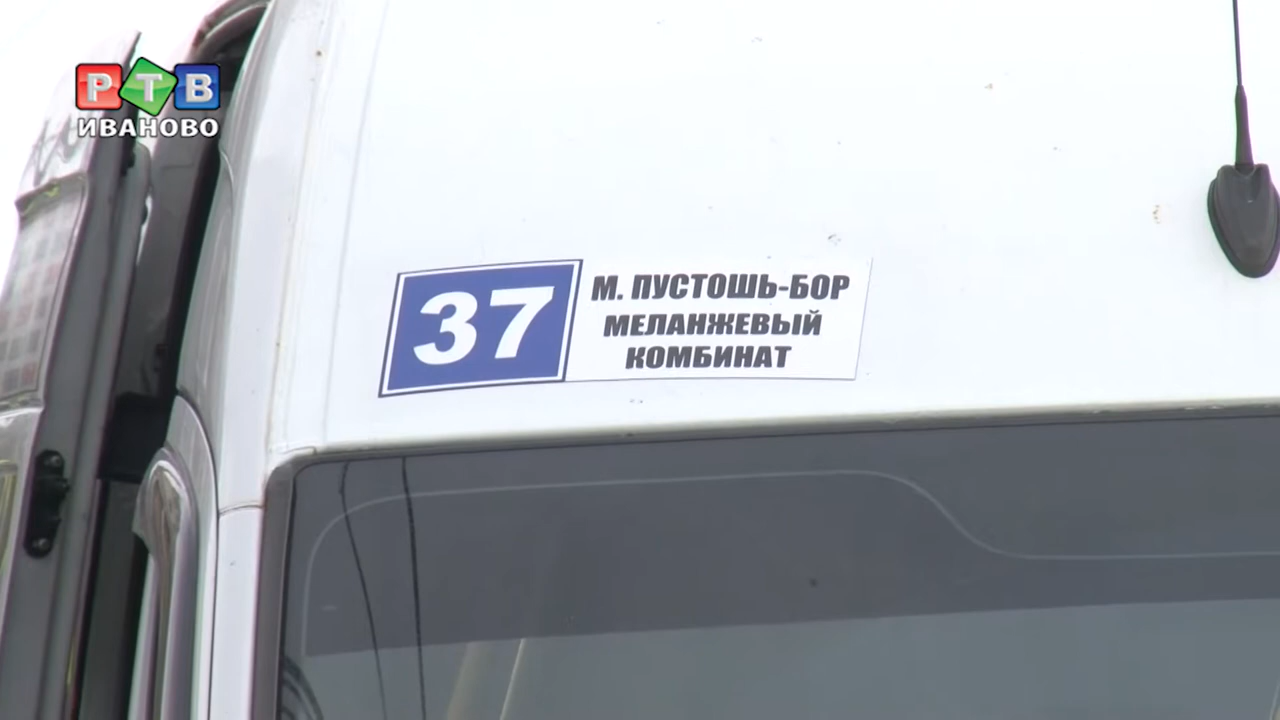 РТВ
ИВАНОВО
37
М. ПУСТОШЬ-БОР
МЕЛАНЖЕВЫЙ
КОМБИНАТ